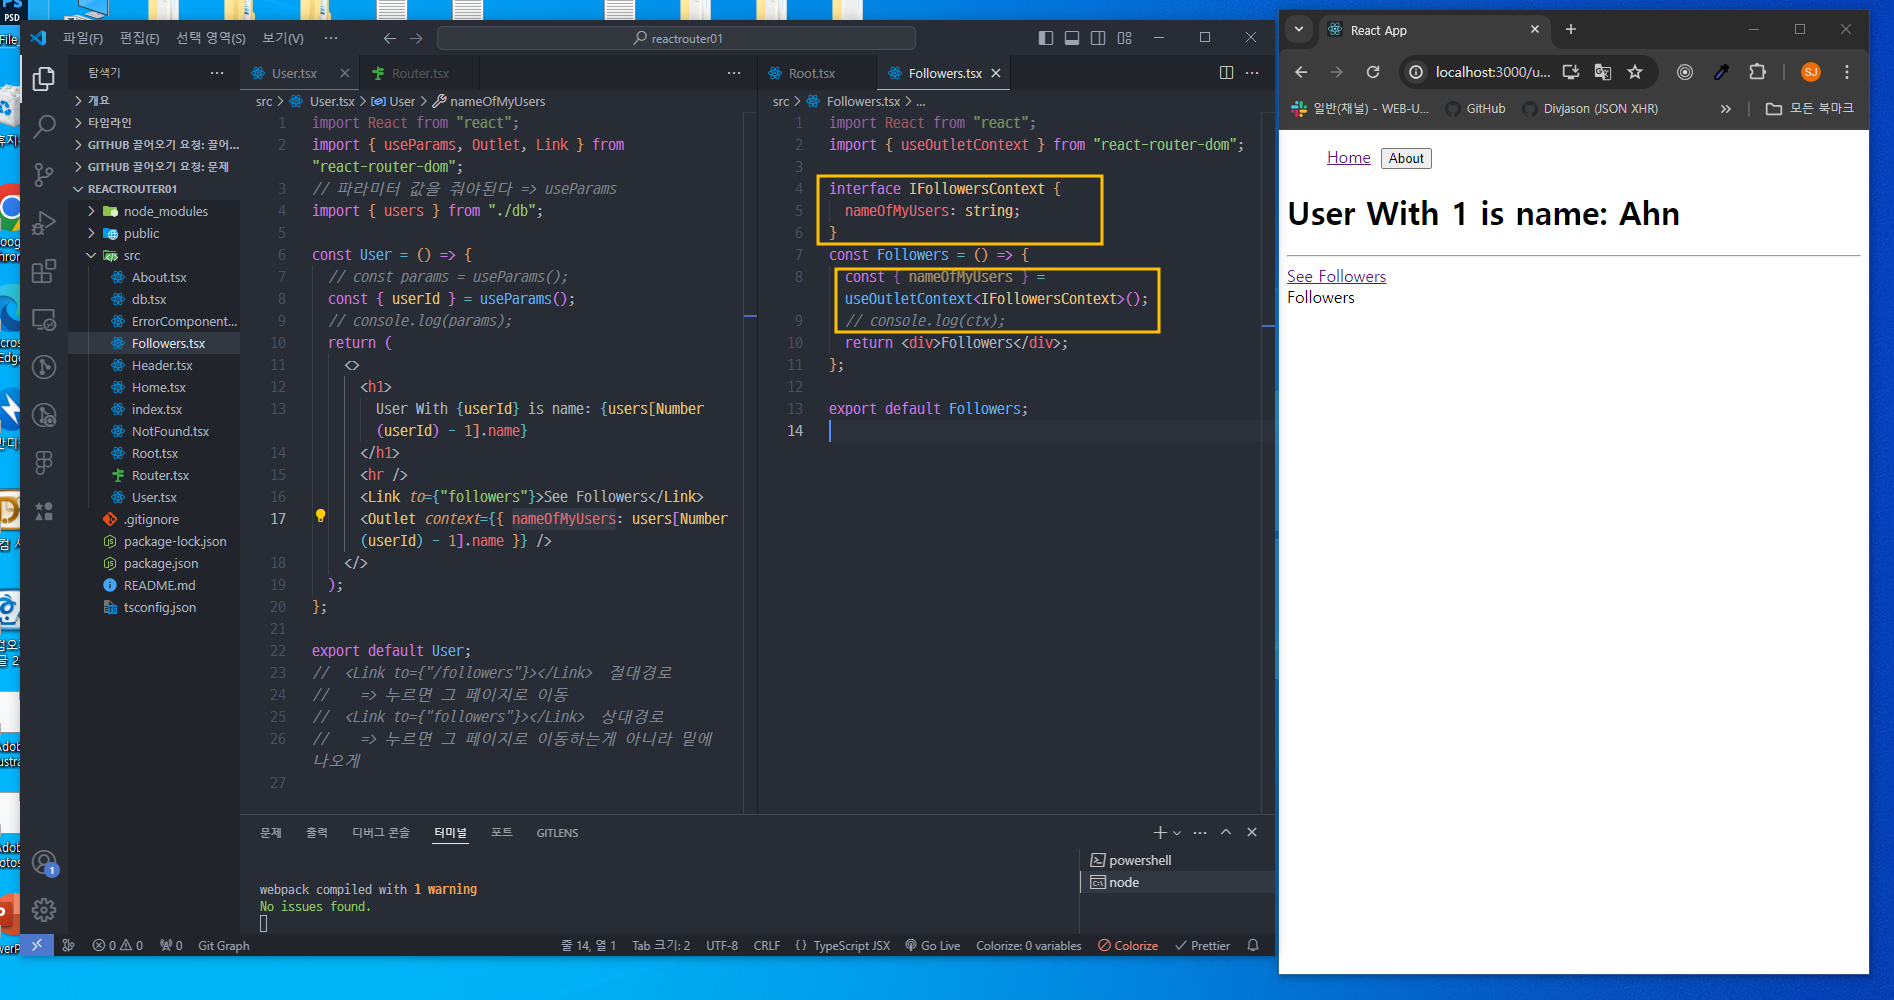 PS
PSD
File_
파일(F) 편집(E) 선택 영역(S) 보기(V) ···
reactrouter01
탐색기
개요
타임라인
GITHUB 끌어오기 요청: 끌어...
GITHUB 끌어오기 요청: 문제
REACTROUTER01
node_modules
public
src
About.tsx
db.tsx
ErrorComponent...
Followers.tsx
Header.tsx
Home.tsx
index.tsx
NotFound.tsx
Root.tsx
Router.tsx
User.tsx
.gitignore
package-lock.json
package.json
README.md
tsconfig.json
User.tsx
Router.tsx
src > User.tsx > User > nameOfMyUsers
1 import React from "react";
2 import { useParams, Outlet, Link } from
"react-router-dom";
3 // 파라미터 값을 줘야된다 => useParams
4 import { users } from "./db";
5
6 const User = () => {
7 // const params = useParams();
8 const { userId } = useParams();
9 // console.log(params);
10 return (
11 <>
12 <h1>
13 User With {userId} is name: {users[Number
(userId) - 1].name}
14 </h1>
15 <hr />
16 <Link to={"followers"}>See Followers</Link>
17 <Outlet context={{ nameOfMyUsers: users[Number
(userId) - 1].name }} />
18 </>
19 );
20 };
21
22 export default User;
23 // <Link to={"/followers"}></Link> 절대경로
24 // => 누르면 그 페이지로 이동
25 // <Link to={"followers"}></Link> 상대경로
26 // => 누르면 그 페이지로 이동하는게 아니라 밑에
나오게
27
Root.tsx
Followers.tsx
src > Followers.tsx > ...
1 import React from "react";
2 import { useOutletContext } from "react-router-dom";
3
4 interface IFollowersContext {
5 nameOfMyUsers: string;
6 }
7 const Followers = () => {
8 const { nameOfMyUsers } =
useOutletContext<IFollowersContext>();
9 // console.log(ctx);
10 return <div>Followers</div>;
11 };
12
13 export default Followers;
14
문제 출력 디버그 콘솔 터미널 포트 GITLENS
webpack compiled with 1 warning
No issues found.
powershell
node
1
0 0 0 Git Graph
줄 14, 열 1 Tab 크기: 2 UTF-8 CRLF {} TypeScript JSX Go Live Colorize: 0 variables Colorize Prettier
React App
localhost:3000/u...
SJ
일반(채널) - WEB-U... GitHub Divjason (JSON XHR) » 모든 북마크
Home About
User With 1 is name: Ahn
See Followers
Followers